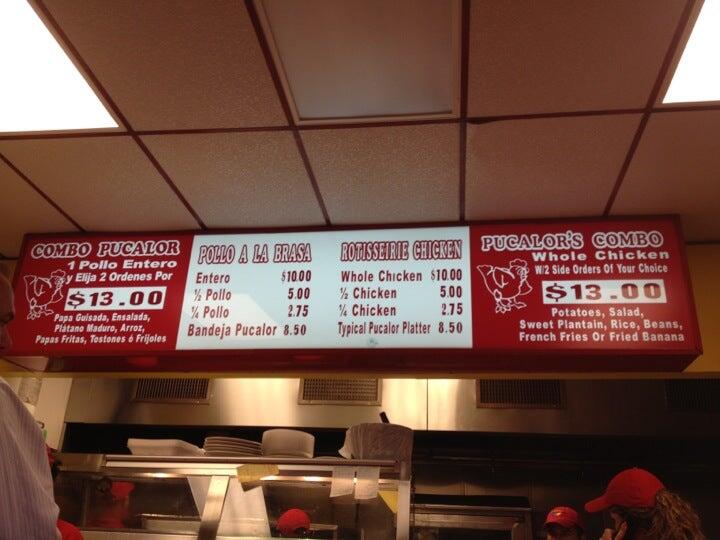 COMBO PUCALOR
1 Pollo Entero
y Elija 2 Ordenes Por
$13.00
Papa Guisada, Ensalada,
Plátano Maduro, Arroz,
Papas Fritas, Tostones ó Frijoles
POLLO A LA BRASA
Entero $10.00
½ Pollo 5.00
¼ Pollo 2.75
Bandeja Pucalor 8.50
ROTISSEIRIE CHICKEN
Whole Chicken $10.00
½ Chicken 5.00
¼ Chicken 2.75
Typical Pucalor Platter 8.50
PUCALOR'S COMBO
Whole Chicken
W/2 Side Orders Of Your Choice
$13.00
Potatoes, Salad,
Sweet Plantain, Rice, Beans,
French Fries Or Fried Banana